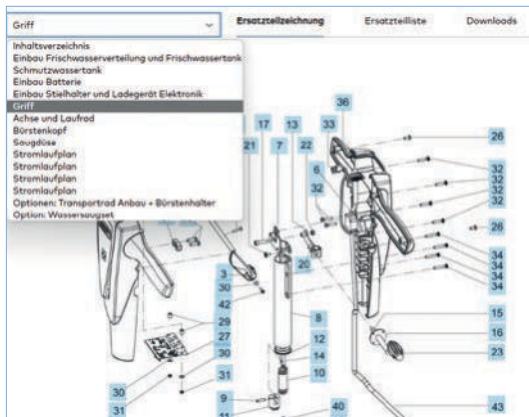 Griff
Ersatzteilzeichnung
Ersatzteilliste
Downloads
Inhaltsverzeichnis
Einbau Frischwasserverteilung und Frischwassertank
Schmutzwassertank
Einbau Batterie
Einbau Stielhalter und Ladegerät Elektronik
Griff
Achse und Laufrad
Bürstenkopf
Saugdüse
Stromlaufplan
Stromlaufplan
Stromlaufplan
Stromlaufplan
Optionen: Transportrad Anbau + Bürstenhalter
Option: Wassersaugset
36
17
13
33
26
21
7
22
6
32
32
32
32
32
26
20
34
34
34
3
30
42
8
15
29
16
27
12
23
30
14
10
30
31
9
31
11
40
43